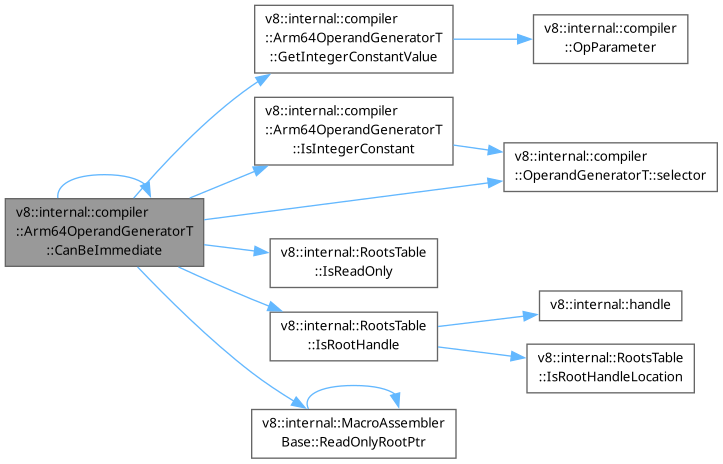 v8::internal::compiler
::Arm64OperandGeneratorT
::GetIntegerConstantValue
v8::internal::compiler
::OpParameter
v8::internal::compiler
::Arm64OperandGeneratorT
::IsIntegerConstant
v8::internal::compiler
::OperandGeneratorT::selector
v8::internal::compiler
::Arm64OperandGeneratorT
::CanBeImmediate
v8::internal::RootsTable
::IsReadOnly
v8::internal::RootsTable
::IsRootHandle
v8::internal::handle
v8::internal::RootsTable
::IsRootHandleLocation
v8::internal::MacroAssembler
Base::ReadOnlyRootPtr